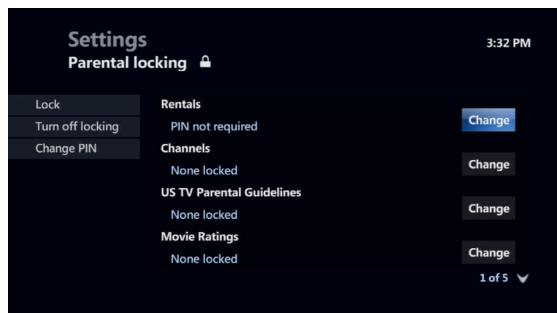 Settings
3:32 PM
Parental locking
Lock
Turn off locking
Change PIN
Rentals
PIN not required
Change
Channels
None locked
Change
US TV Parental Guidelines
None locked
Change
Movie Ratings
None locked
Change
1 of 5